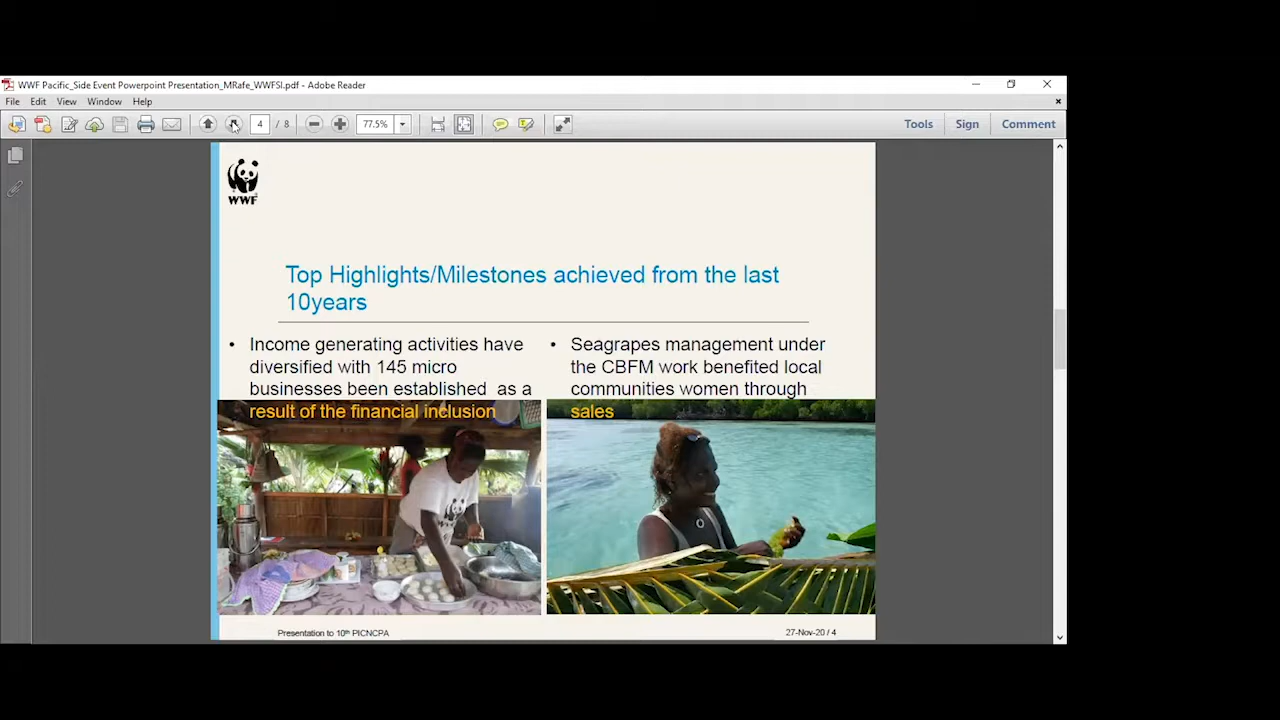 WWF Pacific_Side Event Powerpoint Presentation_MRafe_WWFSI.pdf - Adobe Reader
File Edit View Window Help
4 / 8
77.5%
Tools Sign Comment
WWF
Top Highlights/Milestones achieved from the last
10years
• Income generating activities have
diversified with 145 micro
businesses been established as a
result of the financial inclusion
• Seagrapes management under
the CBFM work benefited local
communities women through
sales
Presentation to 10th PICNCPA
27-Nov-20 / 4